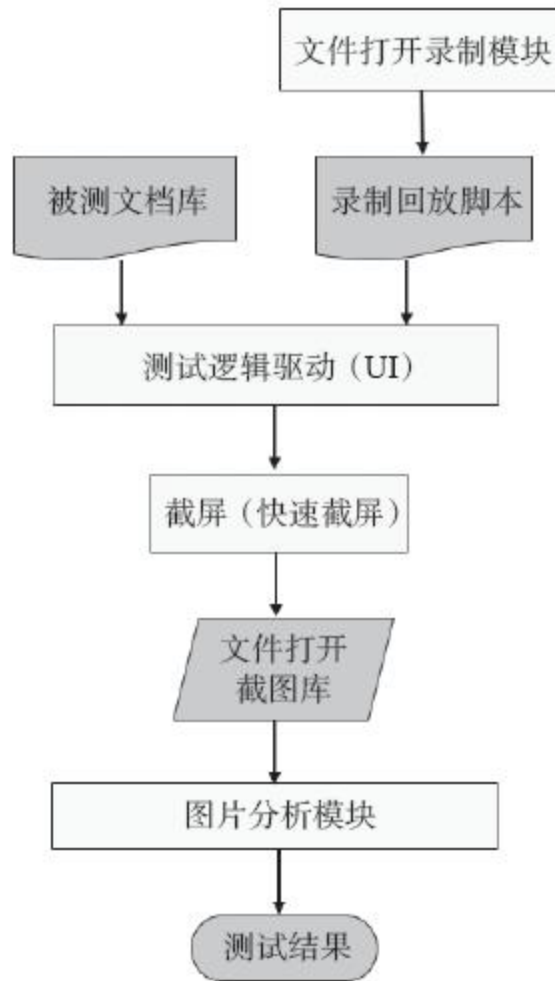 文件打开录制模块
被测文档库
录制回放脚本
测试逻辑驱动（UI）
截屏（快速截屏）
文件打开
截图库
图片分析模块
测试结果